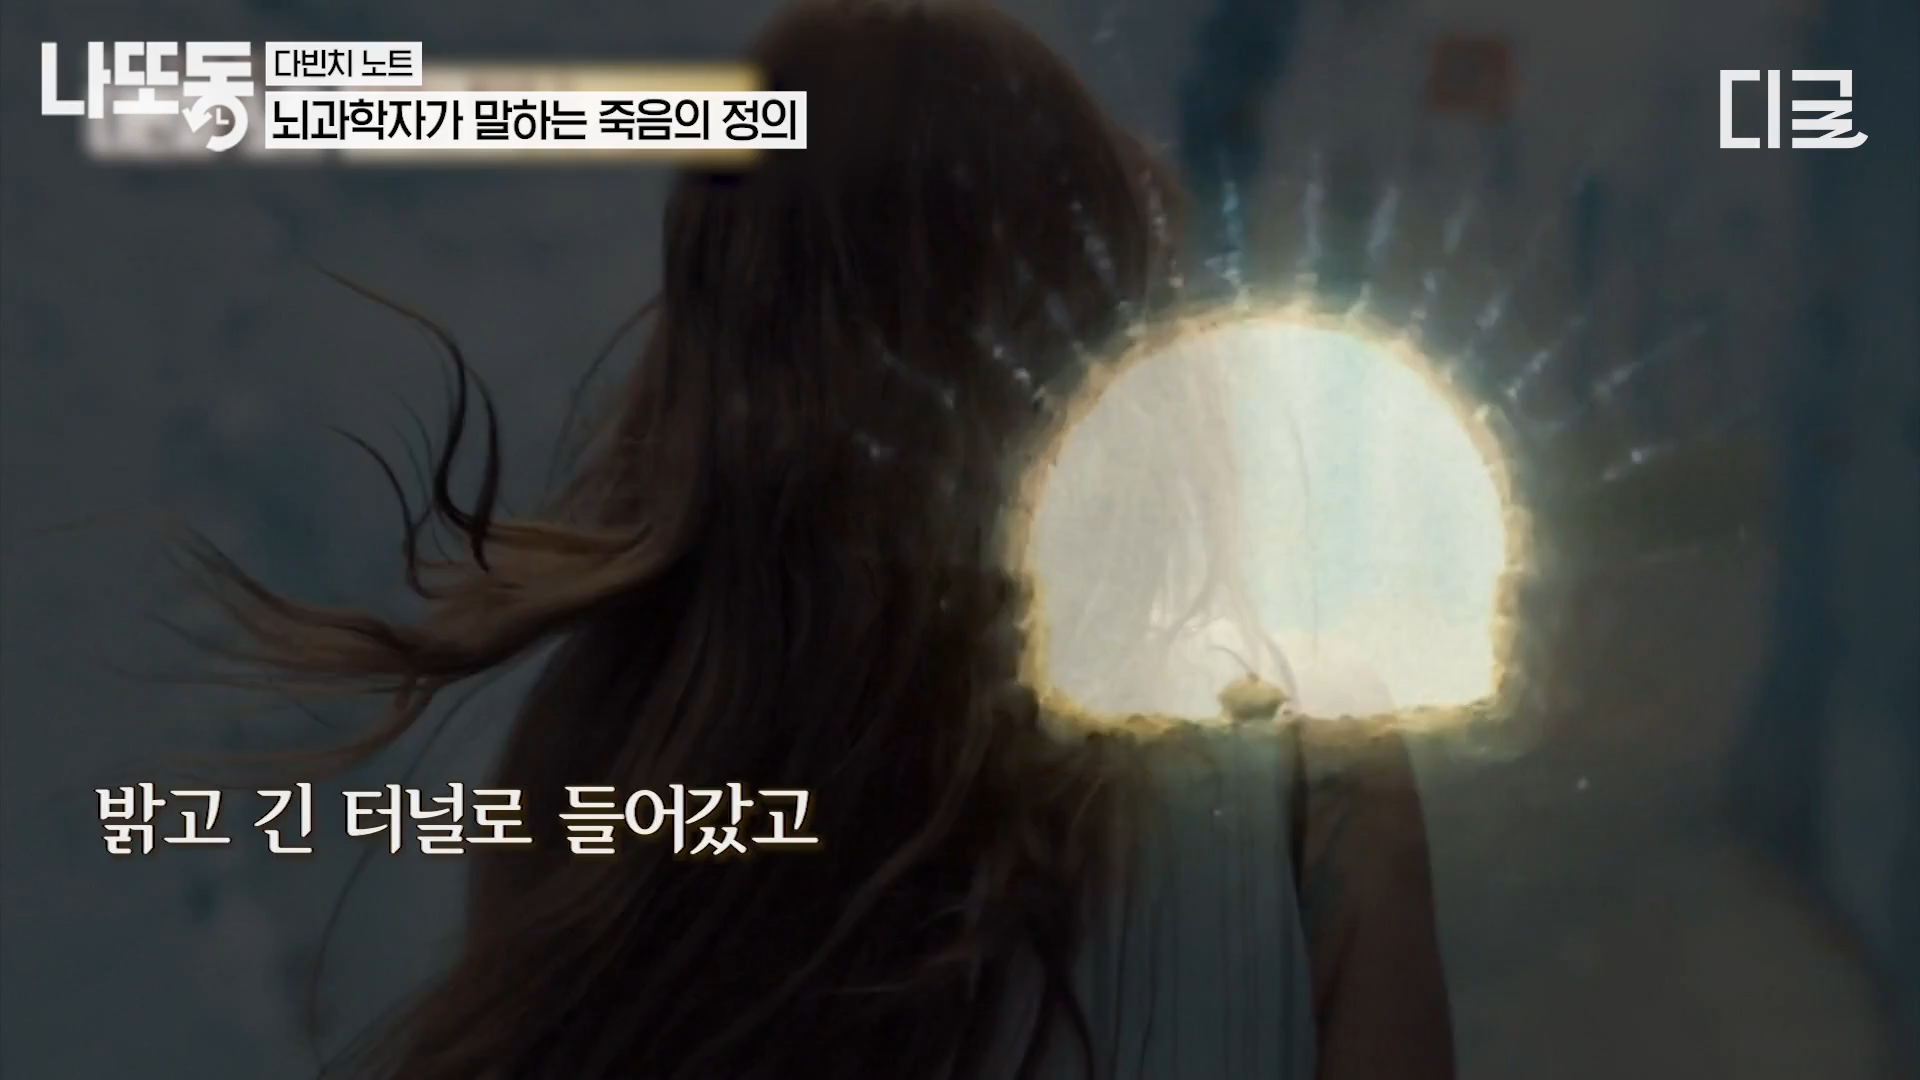 나또동
다빈치 노트
뇌과학자가 말하는 죽음의 정의
디글
밝고 긴 터널로 들어갔고